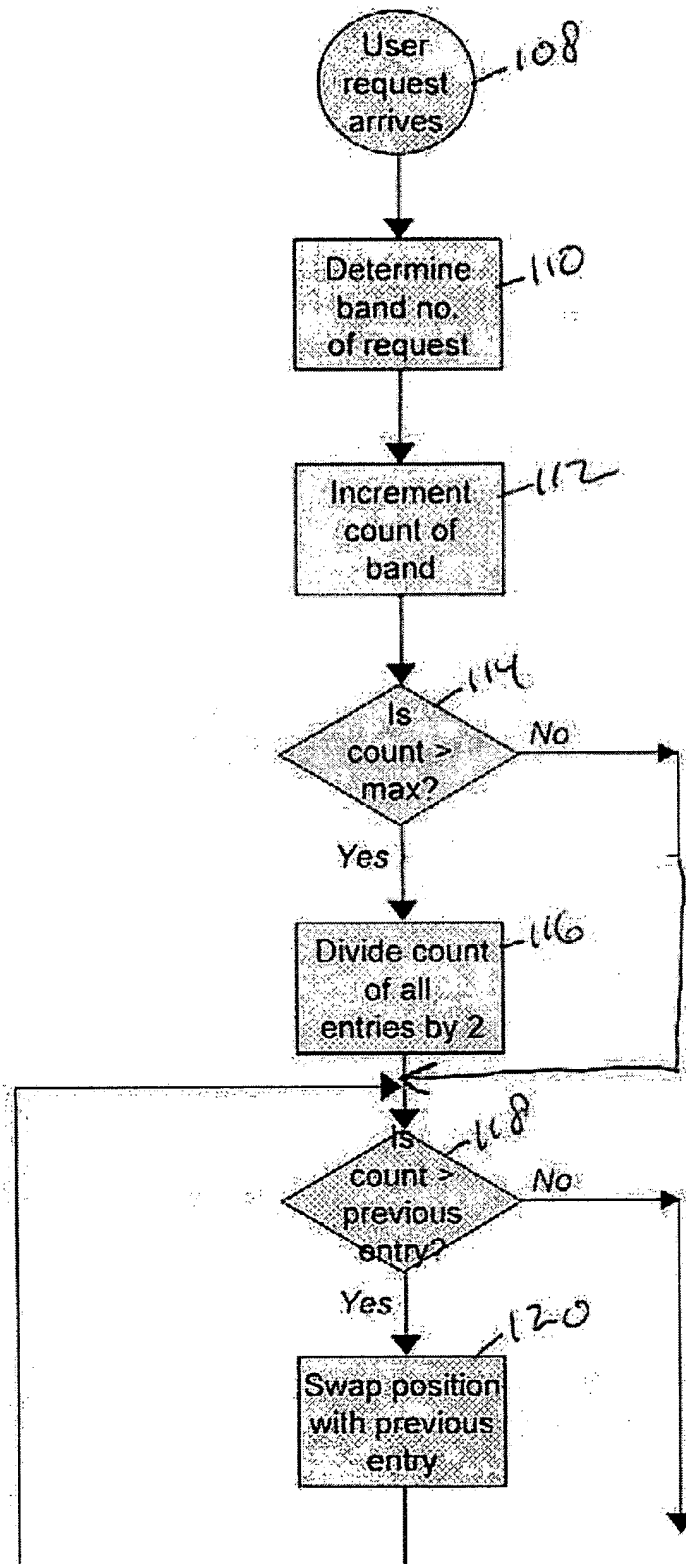 User
request
arrives
108
Determine
band no.
of request
110
Increment
count of
band
112
Is
count >
max?
114
No
Yes
Divide count
of all
entries by 2
116
Is
count >
previous
entry?
118
No
Yes
Swap position
with previous
entry
120